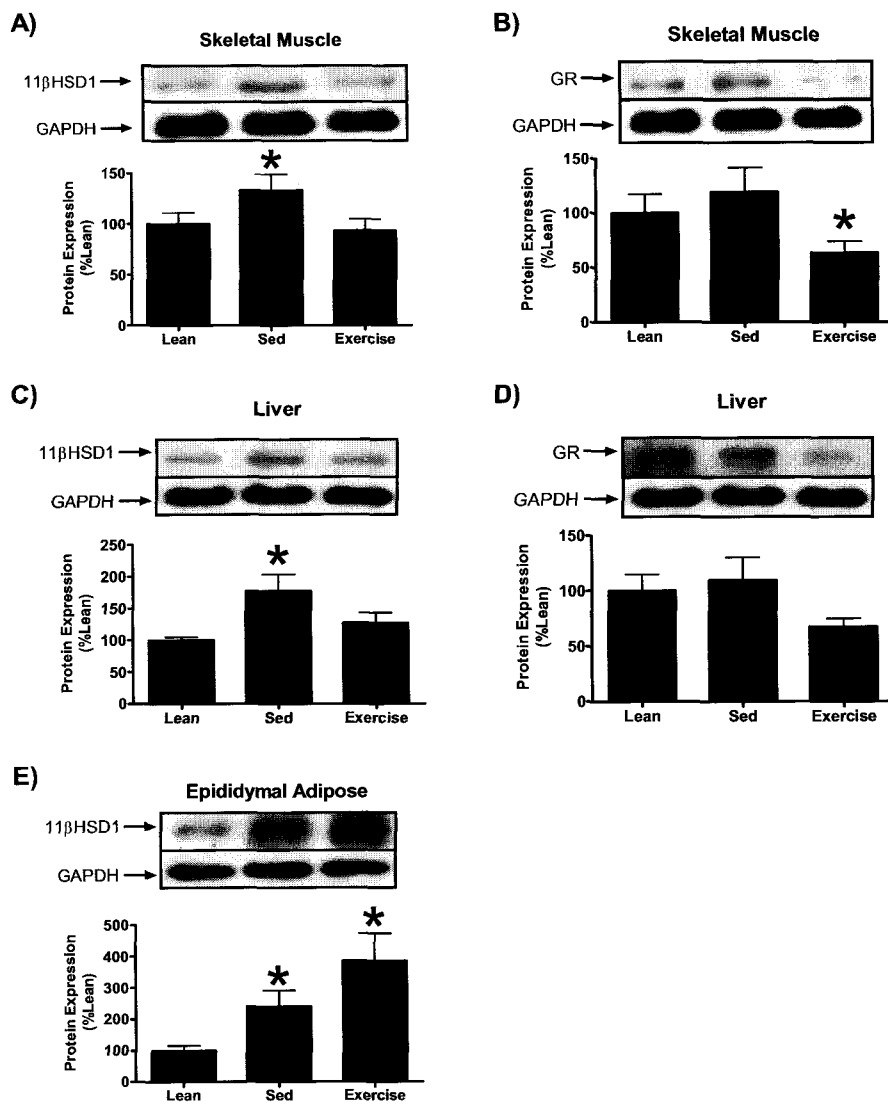 A)
Skeletal Muscle
11βHSD1
GAPDH
*
Protein Expression
(%Lean)
150
100
50
0
Lean Sed Exercise
B)
Skeletal Muscle
GR
GAPDH
*
Protein Expression
(%Lean)
150
100
50
0
Lean Sed Exercise
C)
Liver
11βHSD1
GAPDH
*
Protein Expression
(%Lean)
250
200
150
100
50
0
Lean Sed Exercise
D)
Liver
GR
GAPDH
Protein Expression
(%Lean)
150
100
50
0
Lean Sed Exercise
E)
Epididymal Adipose
11βHSD1
GAPDH
*
*
Protein Expression
(%Lean)
500
400
300
200
100
0
Lean Sed Exercise